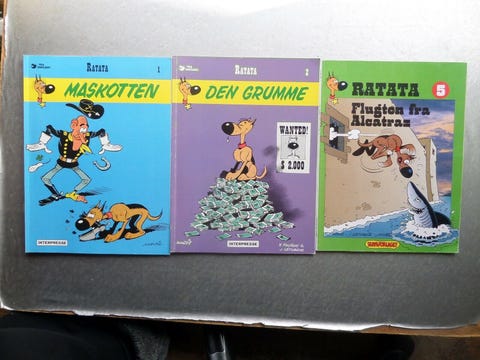 RATATA
1
MASKOTTEN
INTERPRESSE
RATATA
2
DEN GRUMME
WANTED!
$ 2.000
INTERPRESSE
RATATA
5
Flugten fra
Alcatraz